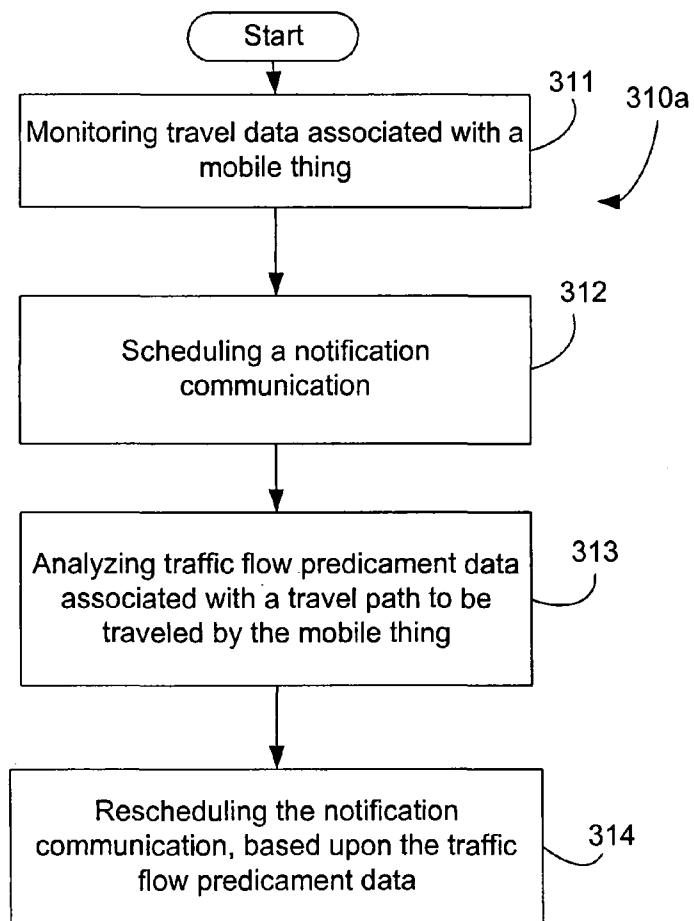 Start
311
310a
Monitoring travel data associated with a
mobile thing
312
Scheduling a notification
communication
313
Analyzing traffic flow predicament data
associated with a travel path to be
traveled by the mobile thing
Rescheduling the notification
communication, based upon the traffic
flow predicament data
314